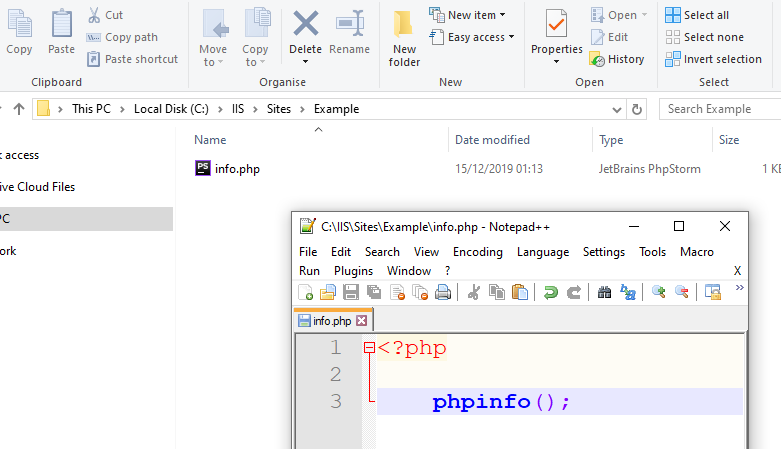 Copy
Paste
Cut
Copy path
Paste shortcut
Move to
Copy to
Delete
Rename
New folder
New item
Easy access
Properties
Open
Edit
History
Select all
Select none
Invert selection
Clipboard
Organise
New
Open
Select
This PC > Local Disk (C:) > IIS > Sites > Example
Search Example
Name Date modified Type Size
access
info.php 15/12/2019 01:13 JetBrains PhpStorm 1
ive Cloud Files
PC
ork
C:\IIS\Sites\Example\info.php - Notepad++
File Edit Search View Encoding Language Settings Tools Macro
Run Plugins Window ? X
info.php
1 <?php
2
3 phpinfo();